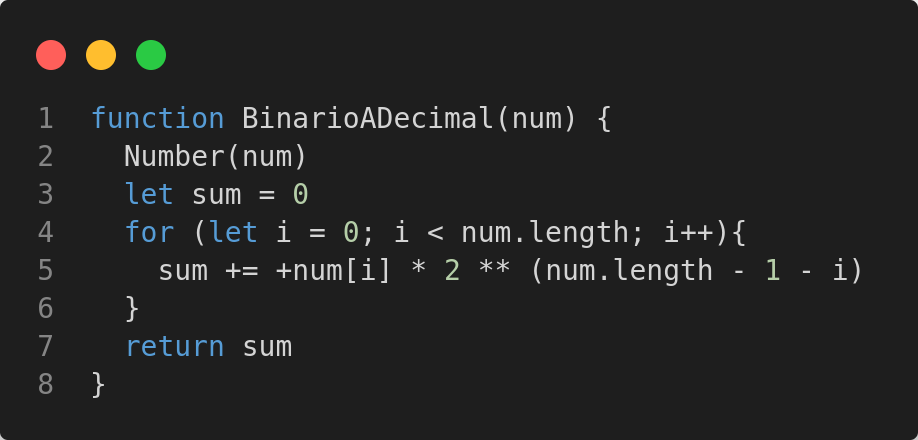 1 function BinarioADecimal(num) {
2   Number(num)
3   let sum = 0
4   for (let i = 0; i < num.length; i++){
5     sum += +num[i] * 2 ** (num.length - 1 - i)
6   }
7   return sum
8 }